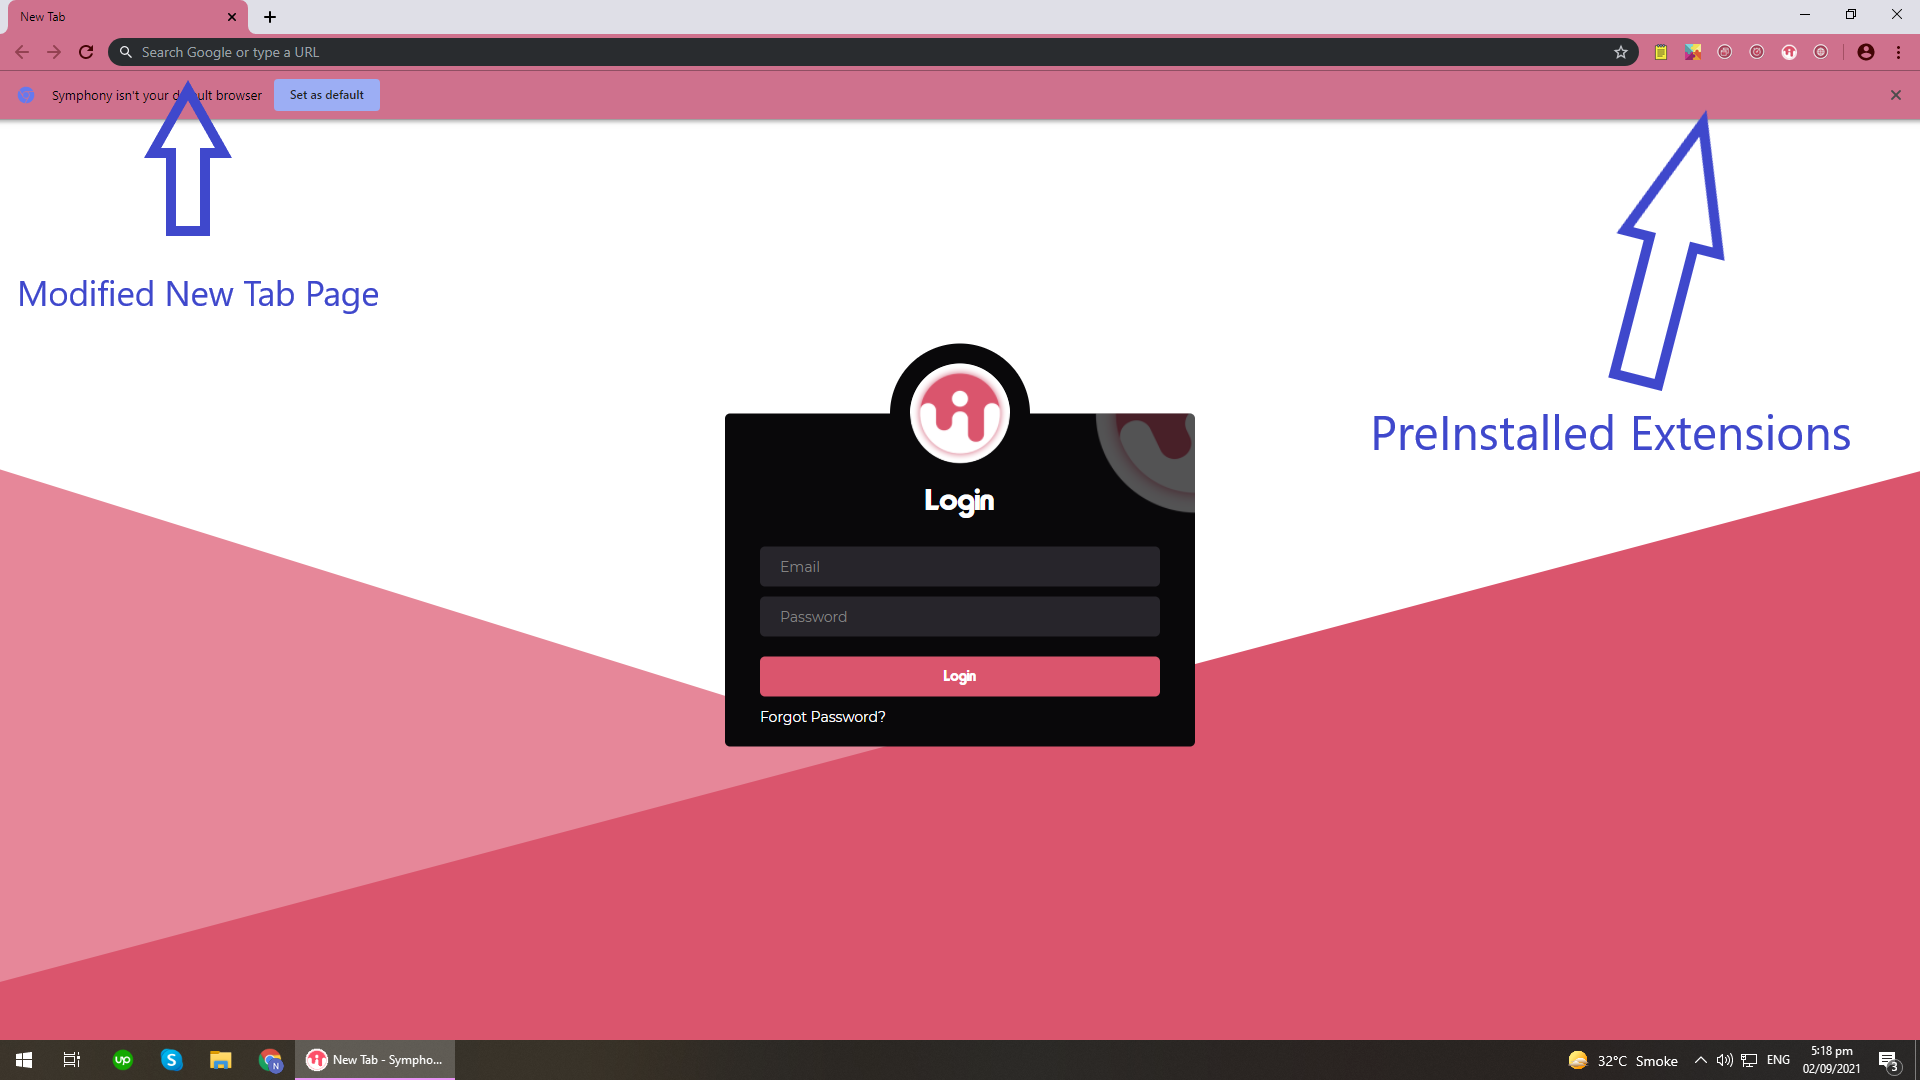 New Tab
Search Google or type a URL
Symphony isn't your default browser
Set as default
Modified New Tab Page
PreInstalled Extensions
Login
Email
Password
Login
Forgot Password?
up
S
N
New Tab - Sympho...
32°C Smoke
ENG
5:18 pm
02/09/2021
3